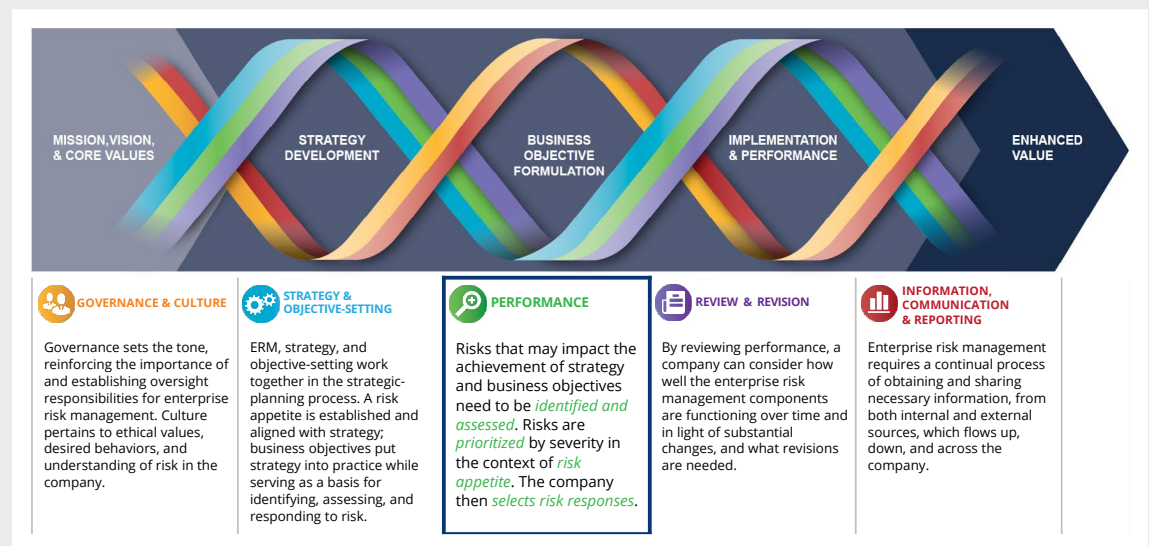 MISSION,VISION,
& CORE VALUES
STRATEGY
DEVELOPMENT
BUSINESS
OBJECTIVE
FORMULATION
IMPLEMENTATION
& PERFORMANCE
ENHANCED
VALUE
GOVERNANCE & CULTURE
Governance sets the tone,
reinforcing the importance of
and establishing oversight
responsibilities for enterprise
risk management. Culture
pertains to ethical values,
desired behaviors, and
understanding of risk in the
company.
STRATEGY &
OBJECTIVE-SETTING
ERM, strategy, and
objective-setting work
together in the strategic-
planning process. A risk
appetite is established and
aligned with strategy;
business objectives put
strategy into practice while
serving as a basis for
identifying, assessing, and
responding to risk.
PERFORMANCE
Risks that may impact the
achievement of strategy
and business objectives
need to be identified and
assessed. Risks are
prioritized by severity in
the context of risk
appetite. The company
then selects risk responses.
REVIEW & REVISION
By reviewing performance, a
company can consider how
well the enterprise risk
management components
are functioning over time and
in light of substantial
changes, and what revisions
are needed.
INFORMATION,
COMMUNICATION
& REPORTING
Enterprise risk management
requires a continual process
of obtaining and sharing
necessary information, from
both internal and external
sources, which flows up,
down, and across the
company.